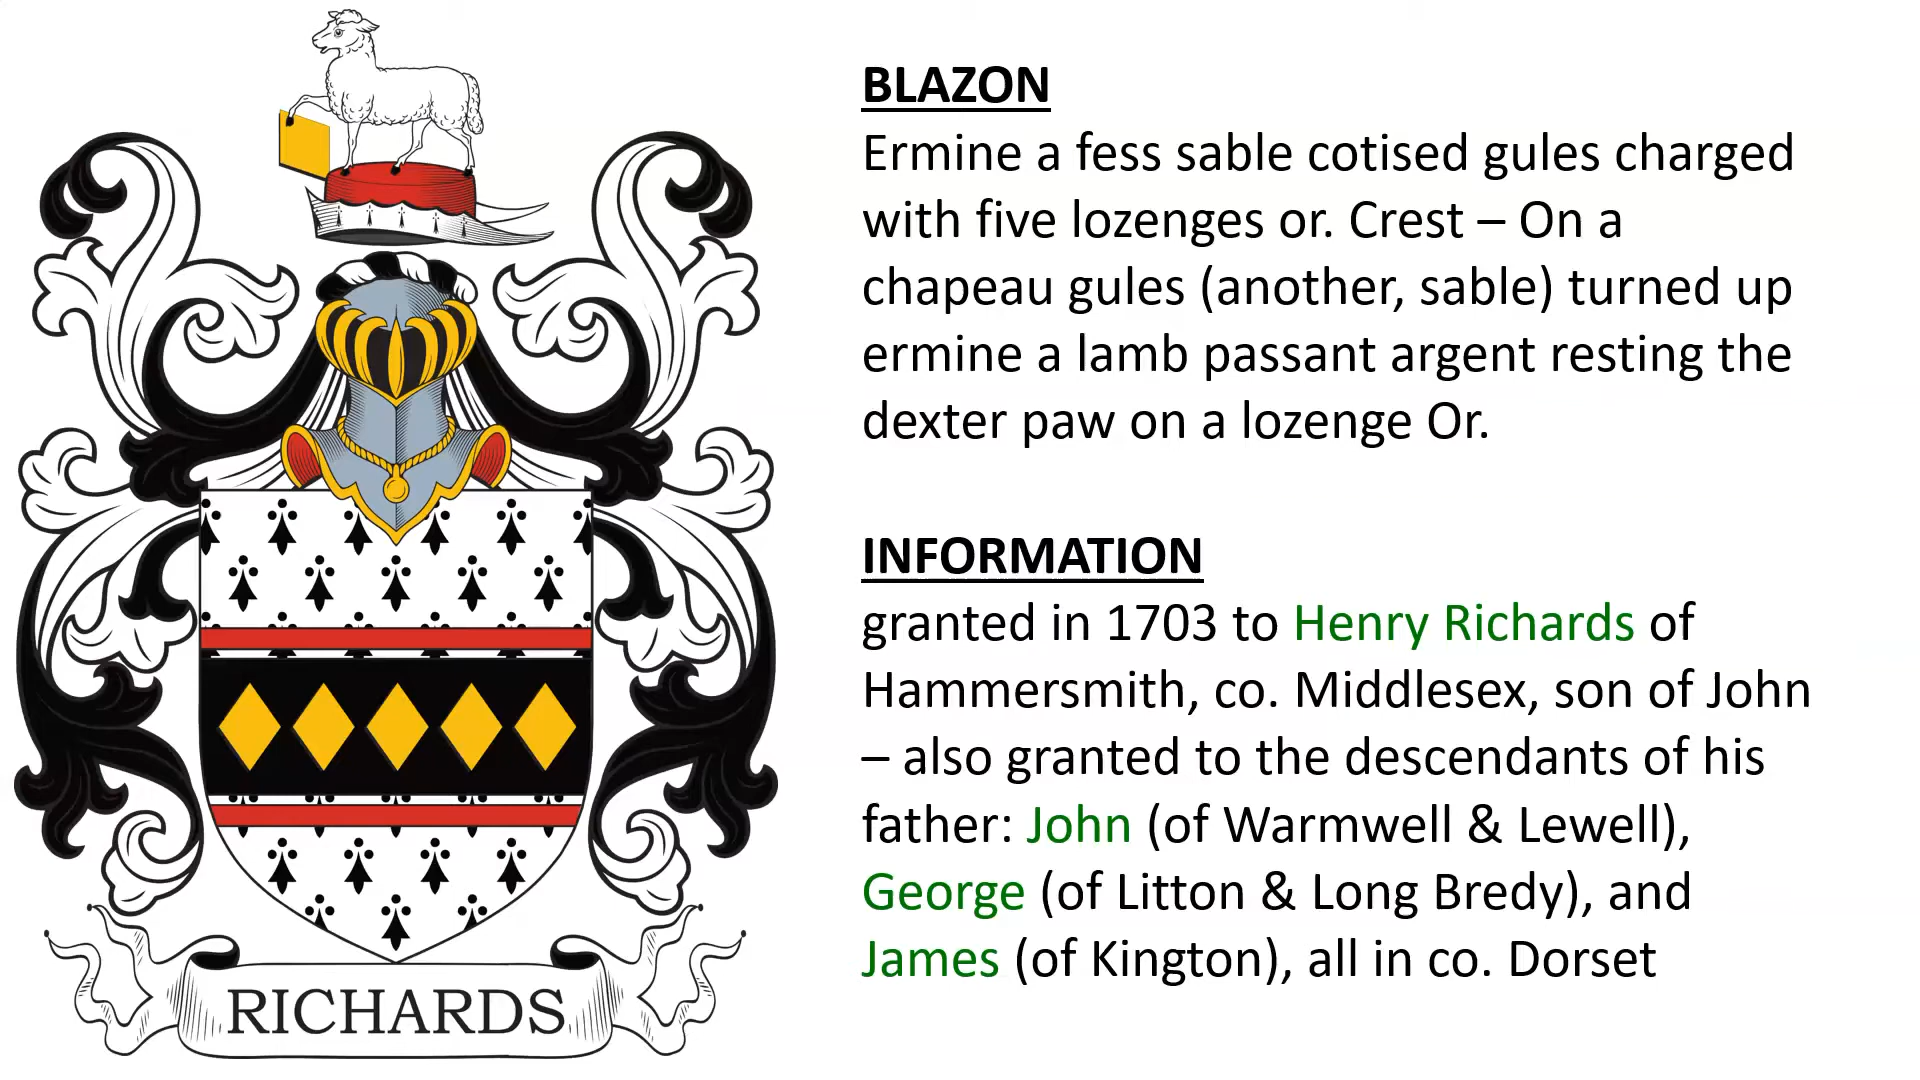 BLAZON
Ermine a fess sable cotised gules charged
with five lozenges or. Crest – On a
chapeau gules (another, sable) turned up
ermine a lamb passant argent resting the
dexter paw on a lozenge Or.
INFORMATION
granted in 1703 to Henry Richards of
Hammersmith, co. Middlesex, son of John
– also granted to the descendants of his
father: John (of Warmwell & Lewell),
George (of Litton & Long Bredy), and
James (of Kington), all in co. Dorset
RICHARDS